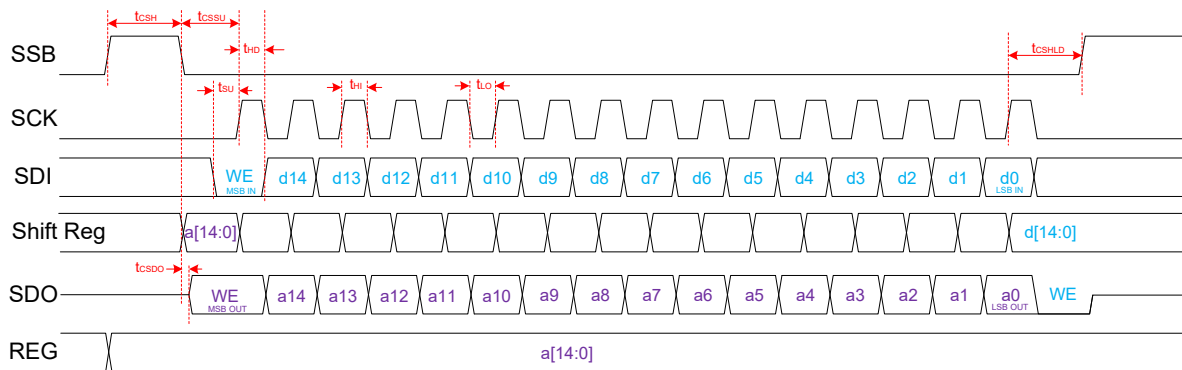 tCSH tCSSU tCSHLD
SSB
tHD
tSU tHI tLO
SCK
SDI WE d14 d13 d12 d11 d10 d9 d8 d7 d6 d5 d4 d3 d2 d1 d0
MSB IN LSB IN
Shift Reg a[14:0] d[14:0]
tCSDO
SDO WE a14 a13 a12 a11 a10 a9 a8 a7 a6 a5 a4 a3 a2 a1 a0 WE
MSB OUT LSB OUT
REG a[14:0]